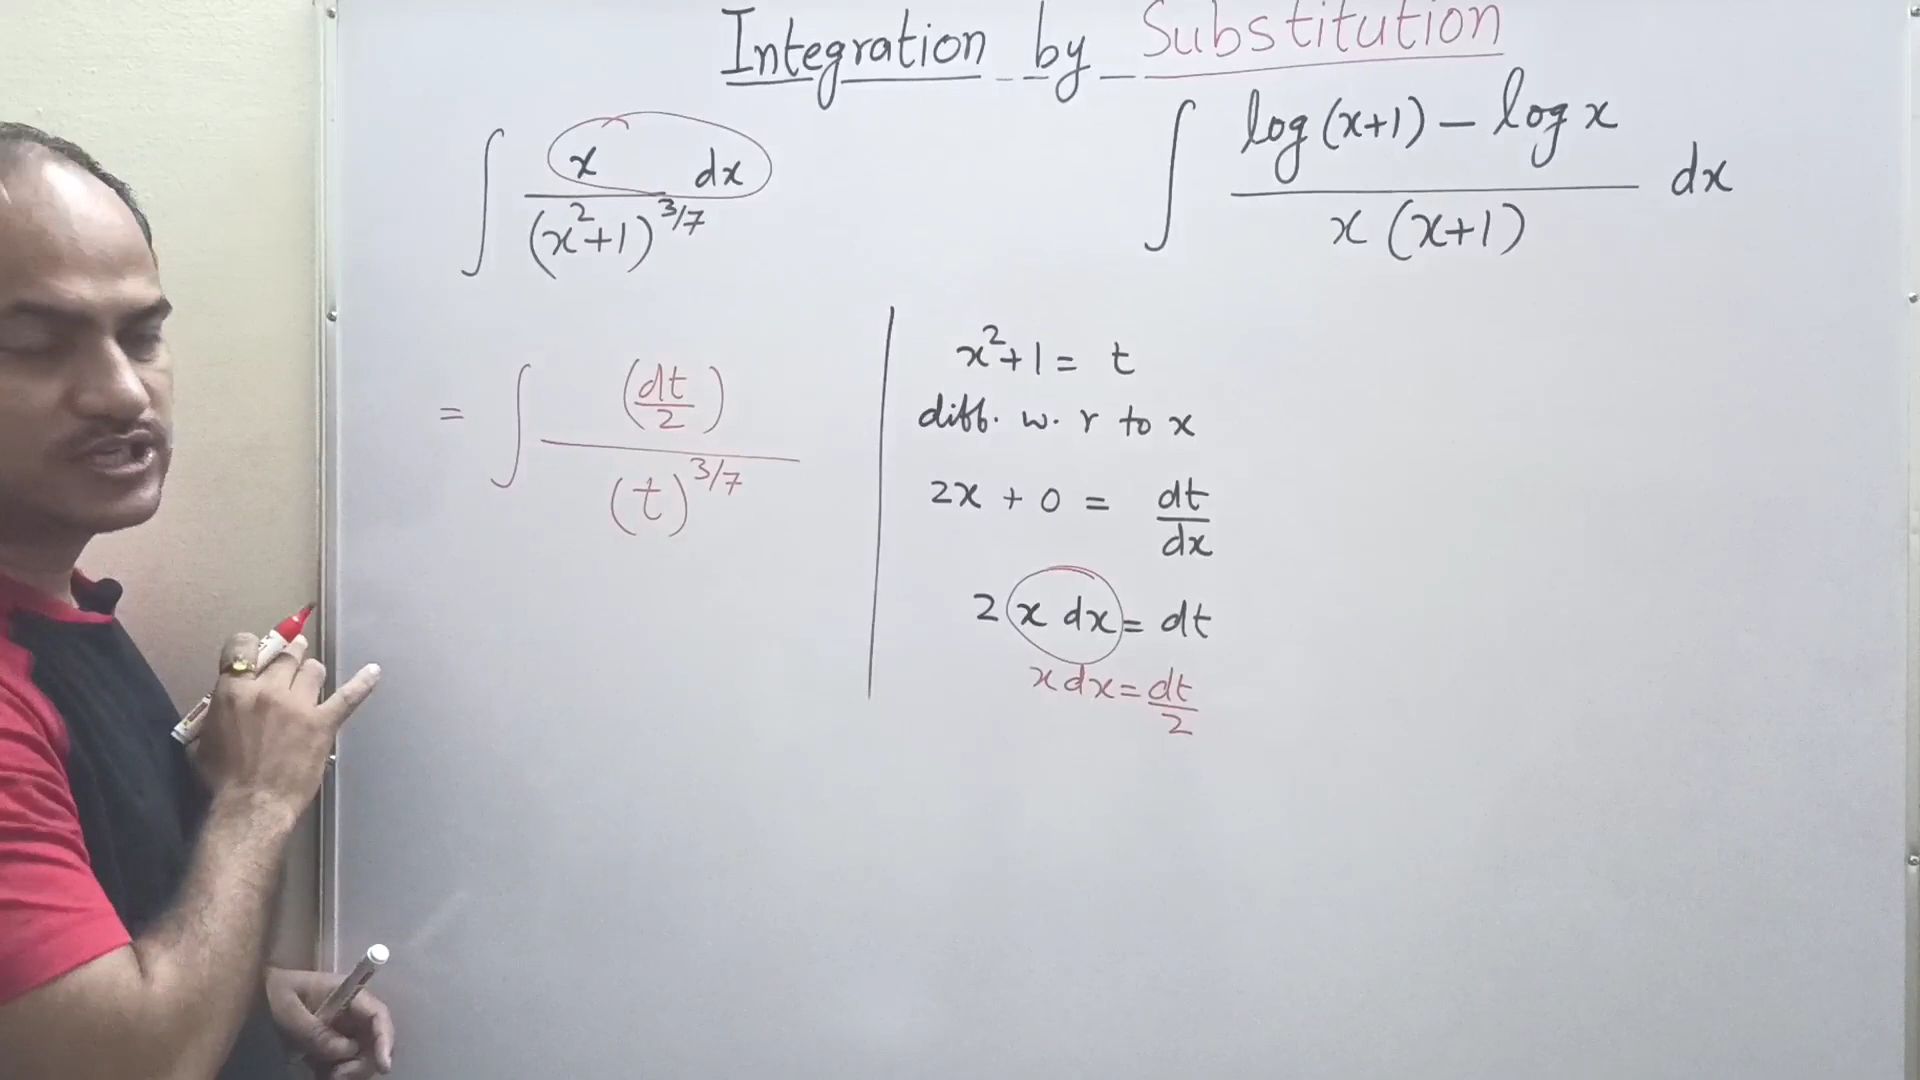 Integration by Substitution
∫ x dx / (x²+1)^3/7
∫ log(x+1) - log x / x(x+1) dx
= ∫ (dt/2) / (t)^3/7
x²+1 = t
diff. w. r to x
2x + 0 = dt/dx
2 x dx = dt
x dx = dt/2